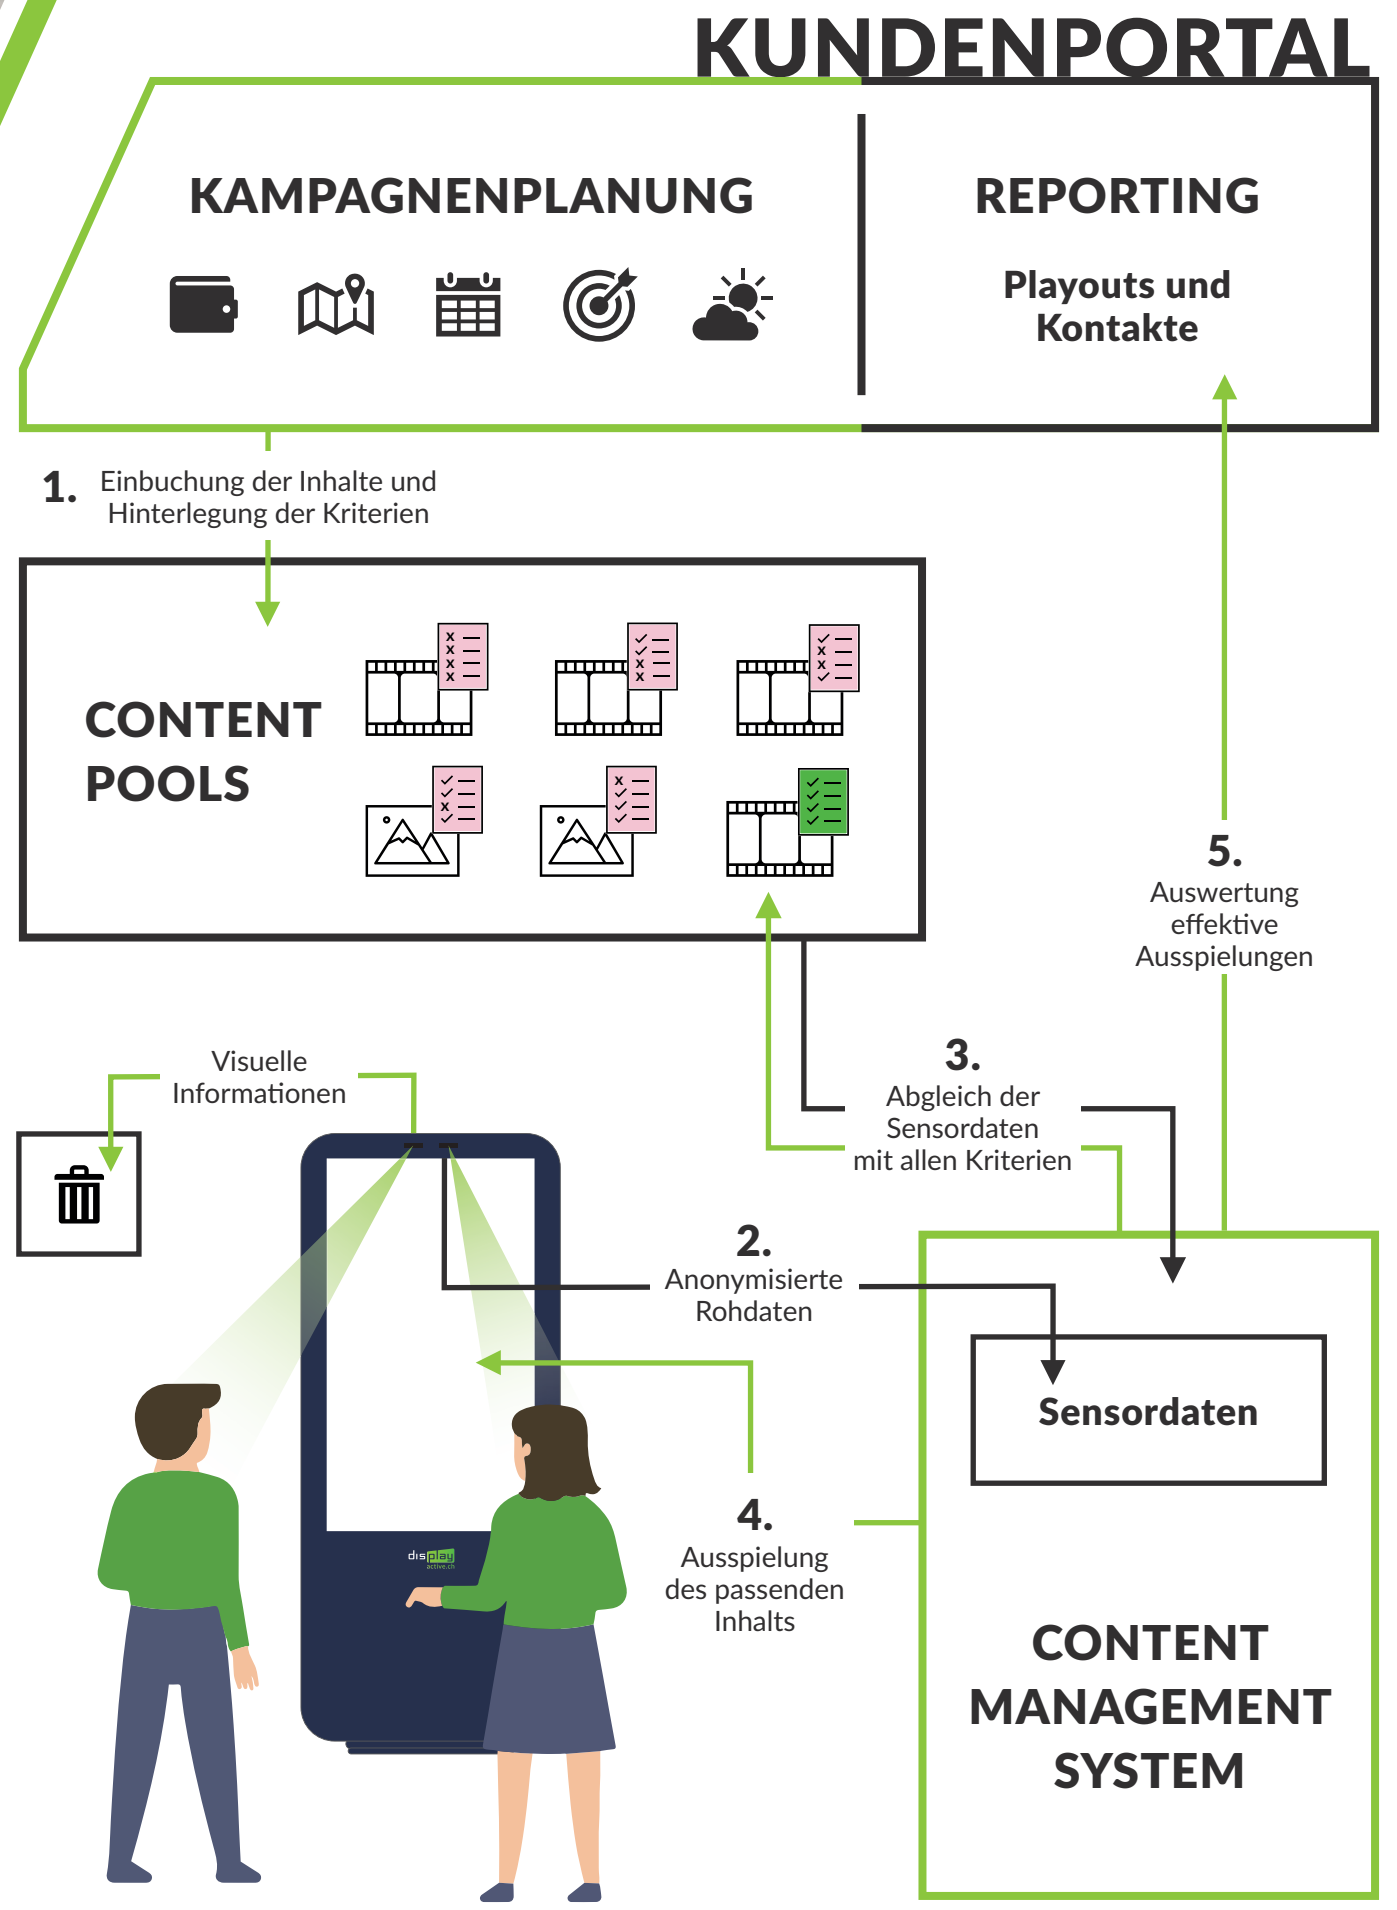 KUNDENPORTAL
KAMPAGNENPLANUNG
REPORTING
Playouts und
Kontakte
1.
Einbuchung der Inhalte und
Hinterlegung der Kriterien
CONTENT
POOLS
5.
Auswertung
effektive
Ausspielungen
3.
Abgleich der
Sensordaten
mit allen Kriterien
Visuelle
Informationen
2.
Anonymisierte
Rohdaten
Sensordaten
4.
Ausspielung
des passenden
Inhalts
display
active.ch
CONTENT
MANAGEMENT
SYSTEM